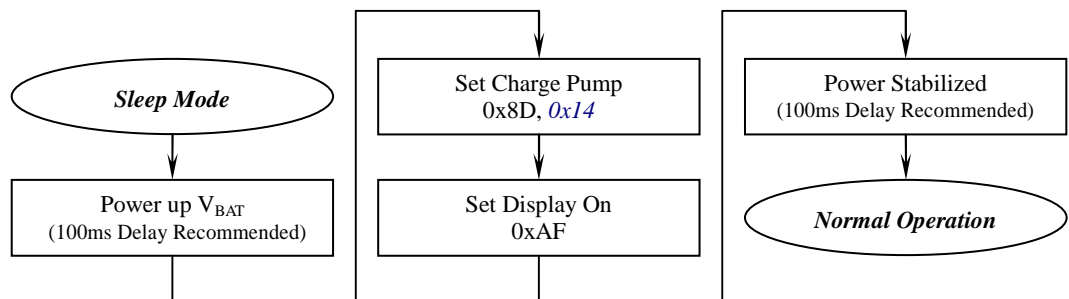 Sleep Mode
Power up VBAT
(100ms Delay Recommended)
Set Charge Pump
0x8D, 0x14
Set Display On
0xAF
Power Stabilized
(100ms Delay Recommended)
Normal Operation